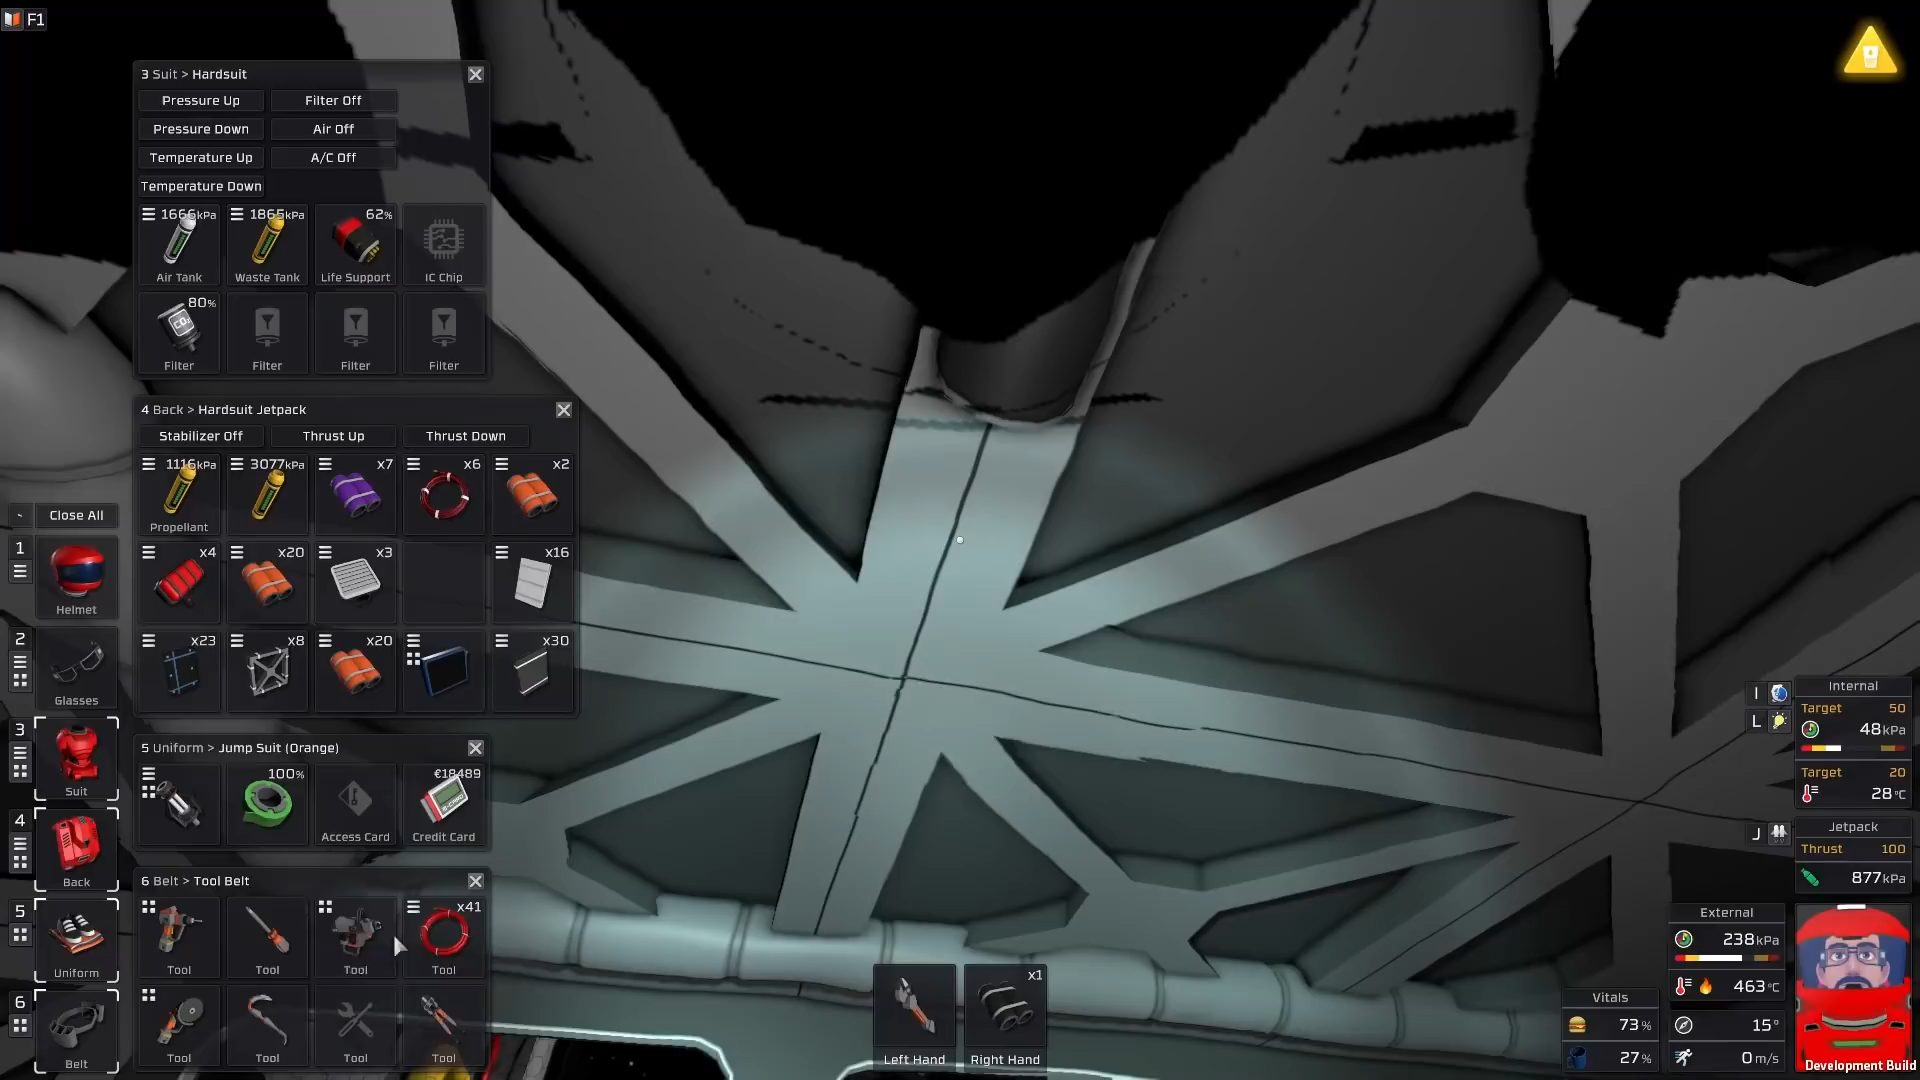 F1
3 Suit > Hardsuit
Pressure Up
Filter Off
Pressure Down
Air Off
Temperature Up
A/C Off
Temperature Down
1666kPa
1865kPa
62%
Air Tank
Waste Tank
Life Support
IC Chip
80%
CO₂
Filter
Filter
Filter
Filter
4 Back > Hardsuit Jetpack
Stabilizer Off
Thrust Up
Thrust Down
1116kPa
3077kPa
x7
x6
x2
Propellant
x4
x20
x3
x16
x23
x8
x20
x30
5 Uniform > Jump Suit (Orange)
100%
€18489
Access Card
Credit Card
6 Belt > Tool Belt
x41
Tool
Tool
Tool
Tool
Tool
Tool
Tool
Tool
~
Close All
1
Helmet
2
Glasses
3
Suit
4
Back
5
Uniform
6
Belt
x1
Left Hand
Right Hand
I
L
Internal
Target 50
48kPa
Target 20
28°C
J
Jetpack
Thrust 100
877kPa
External
238kPa
463°C
15°
0m/s
Vitals
73%
27%
Development Build